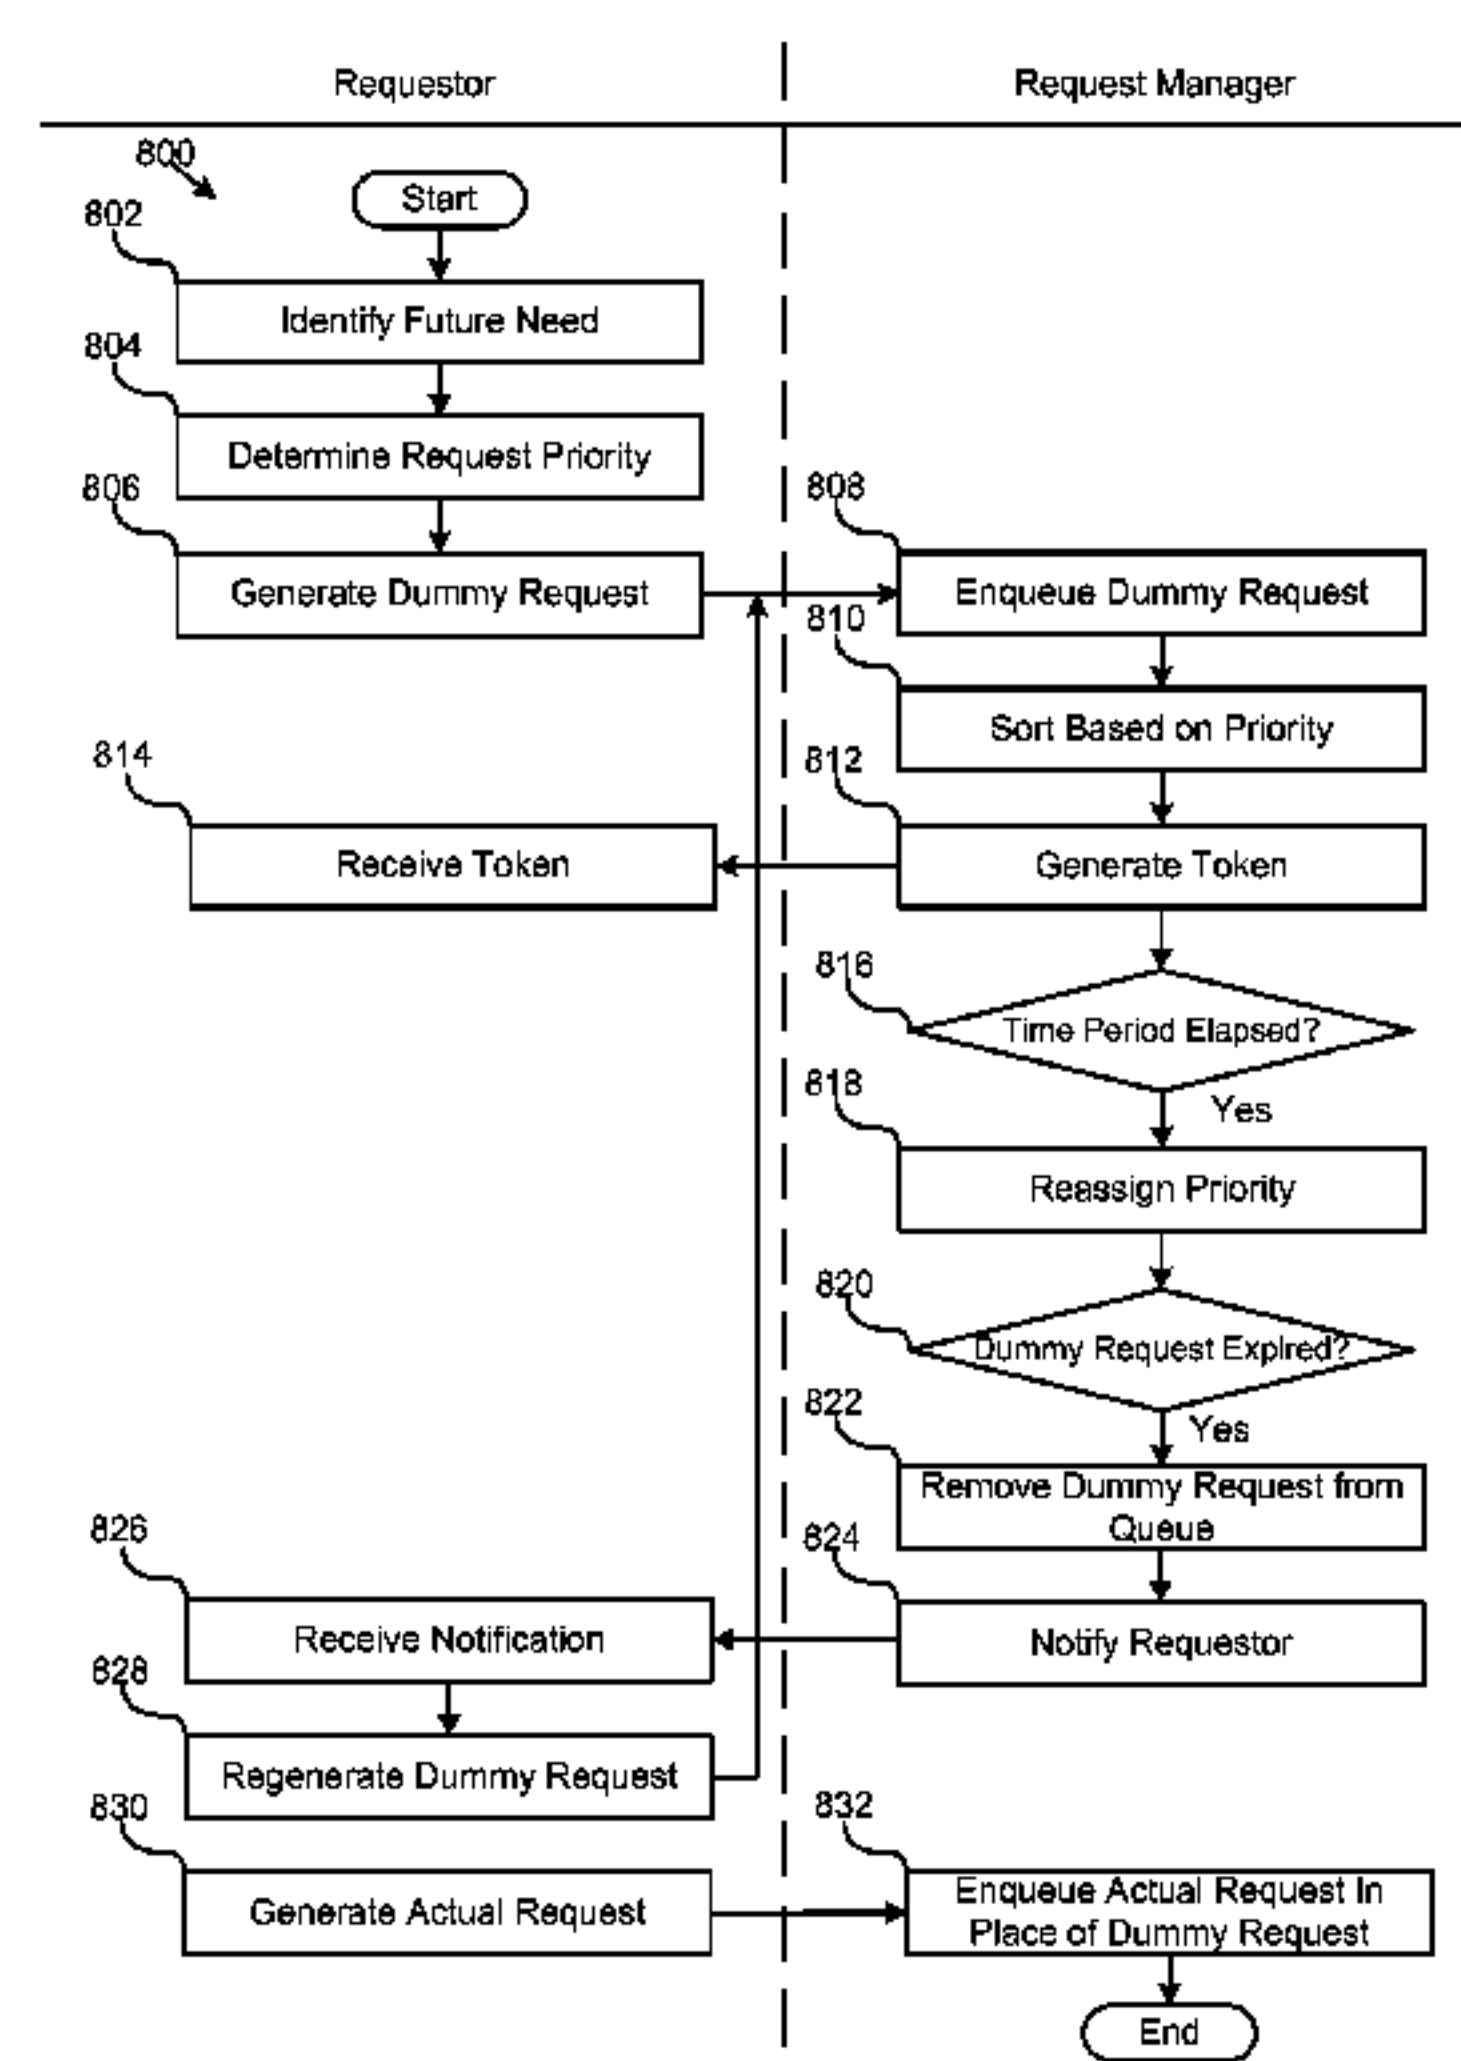 Requestor
Request Manager
800
Start
802
Identify Future Need
804
Determine Request Priority
806
Generate Dummy Request
808
Enqueue Dummy Request
810
Sort Based on Priority
812
Generate Token
814
Receive Token
816
Time Period Elapsed?
Yes
818
Reassign Priority
820
Dummy Request Expired?
Yes
822
Remove Dummy Request from
Queue
824
Notify Requestor
826
Receive Notification
828
Regenerate Dummy Request
830
Generate Actual Request
832
Enqueue Actual Request In
Place of Dummy Request
End